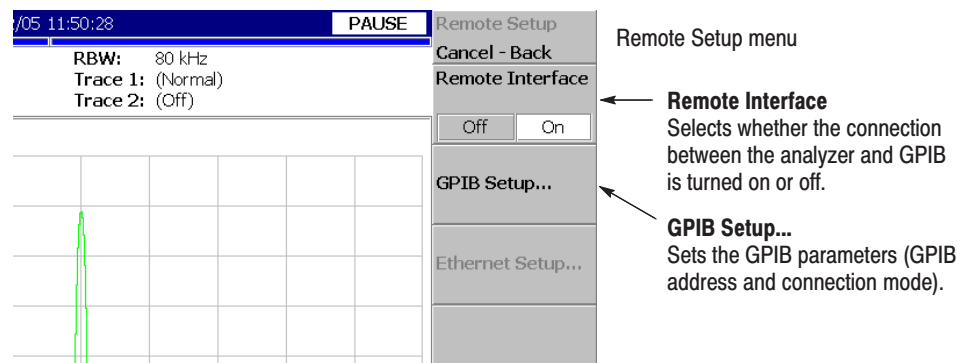 /05 11:50:28
PAUSE
RBW: 80 kHz
Trace 1: (Normal)
Trace 2: (Off)
Remote Setup
Cancel - Back
Remote Interface
Off On
GPIB Setup...
Ethernet Setup...
Remote Setup menu
Remote Interface
Selects whether the connection
between the analyzer and GPIB
is turned on or off.
GPIB Setup...
Sets the GPIB parameters (GPIB
address and connection mode).